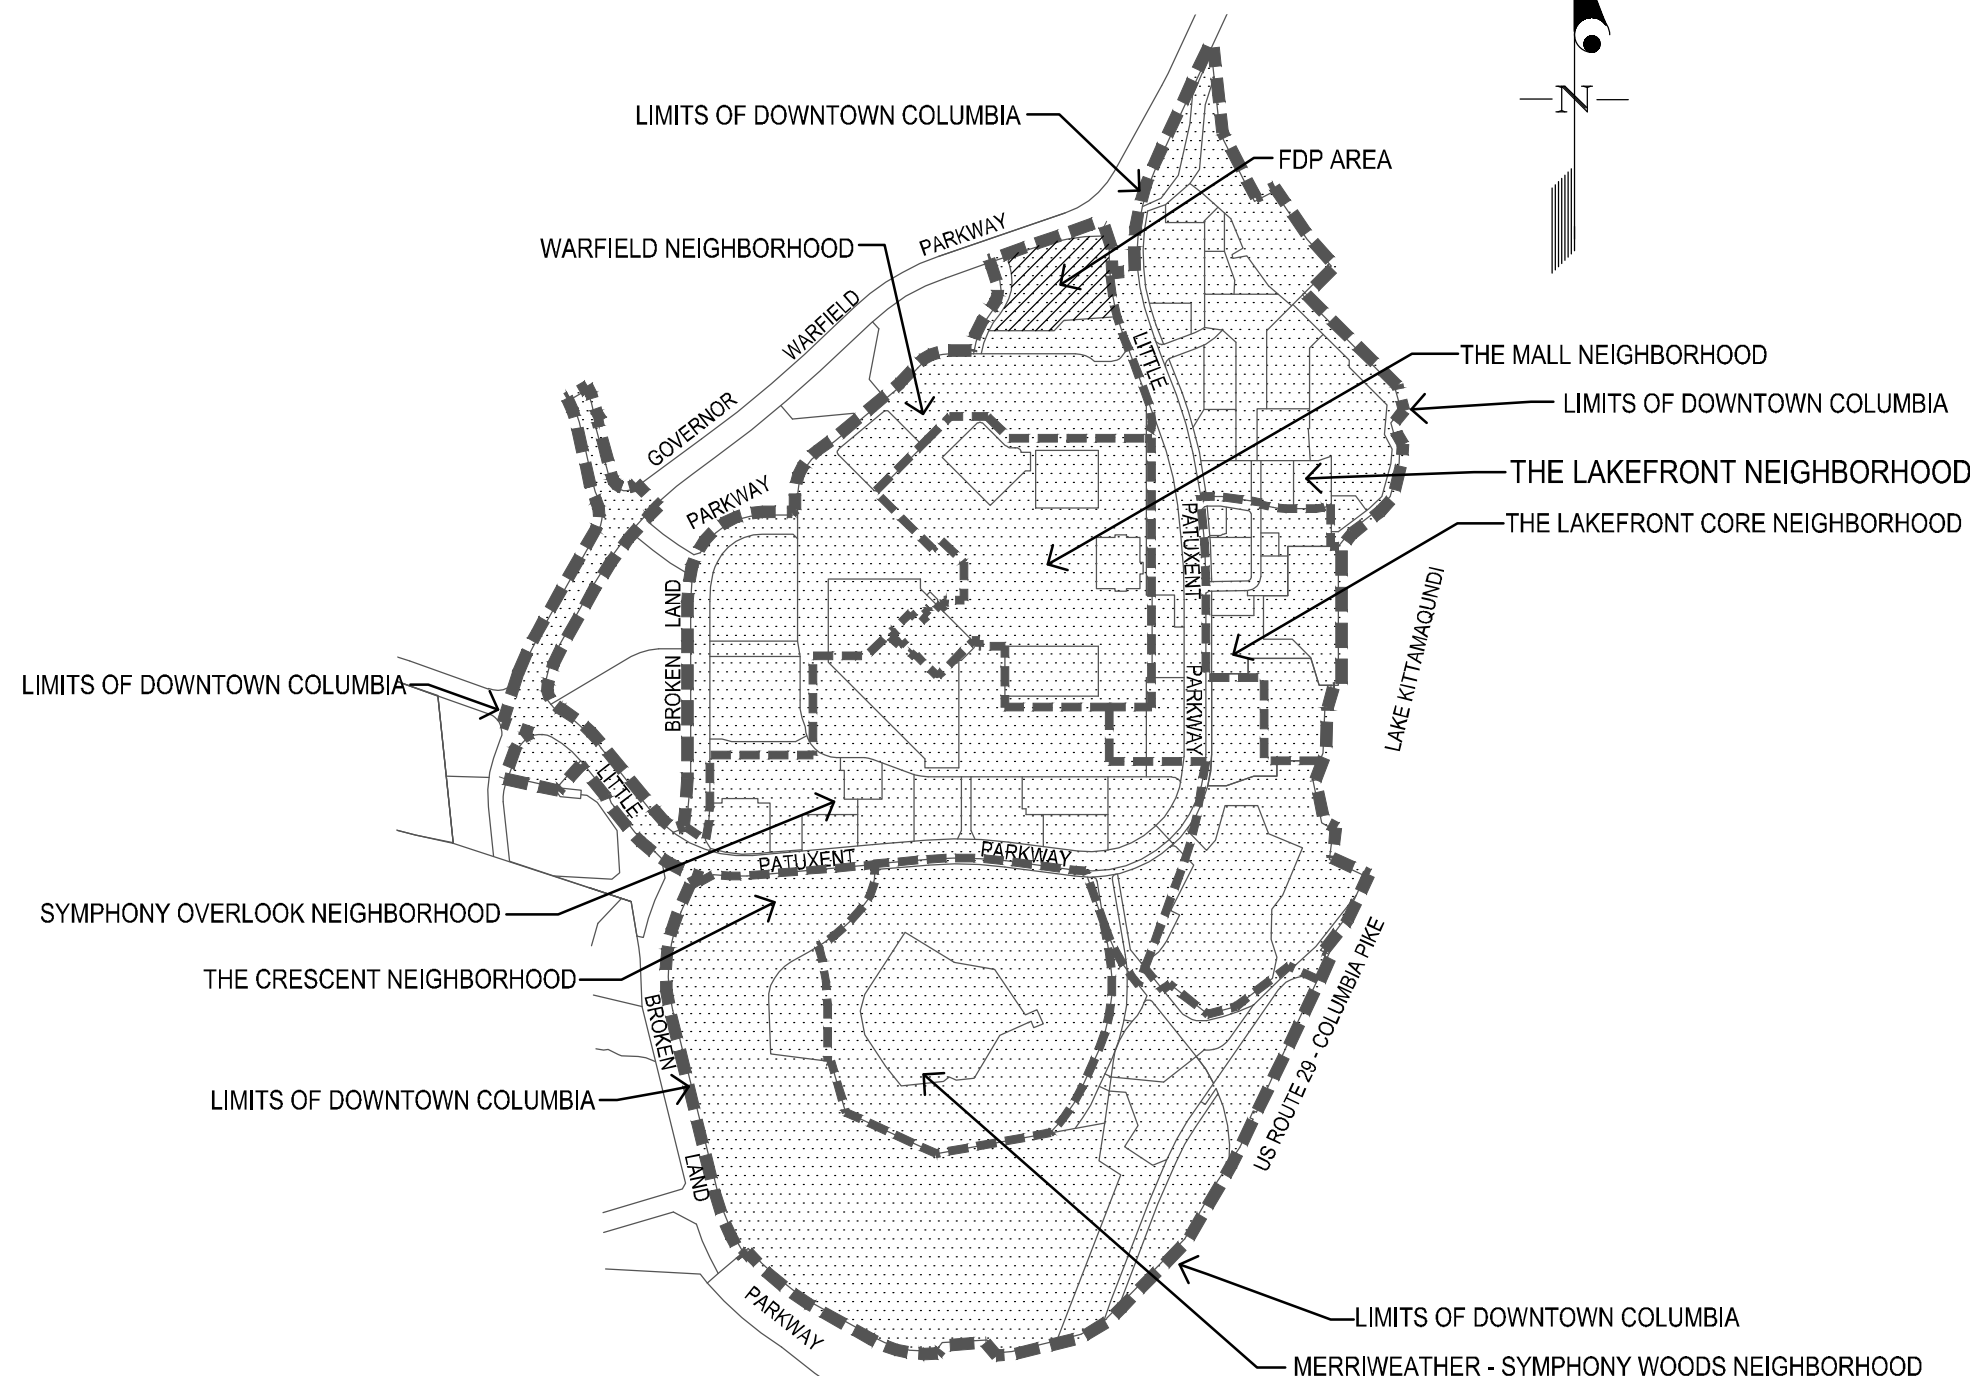 LIMITS OF DOWNTOWN COLUMBIA
N
FDP AREA
WARFIELD NEIGHBORHOOD
GOVERNOR WARFIELD PARKWAY
LITTLE PATUXENT PARKWAY
THE MALL NEIGHBORHOOD
LIMITS OF DOWNTOWN COLUMBIA
THE LAKEFRONT NEIGHBORHOOD
THE LAKEFRONT CORE NEIGHBORHOOD
BROKEN LAND PARKWAY
LAKE KITTAMAQUNDI
LIMITS OF DOWNTOWN COLUMBIA
LITTLE PATUXENT PARKWAY
SYMPHONY OVERLOOK NEIGHBORHOOD
THE CRESCENT NEIGHBORHOOD
BROKEN LAND PARKWAY
US ROUTE 29 - COLUMBIA PIKE
LIMITS OF DOWNTOWN COLUMBIA
LIMITS OF DOWNTOWN COLUMBIA
MERRIWEATHER - SYMPHONY WOODS NEIGHBORHOOD